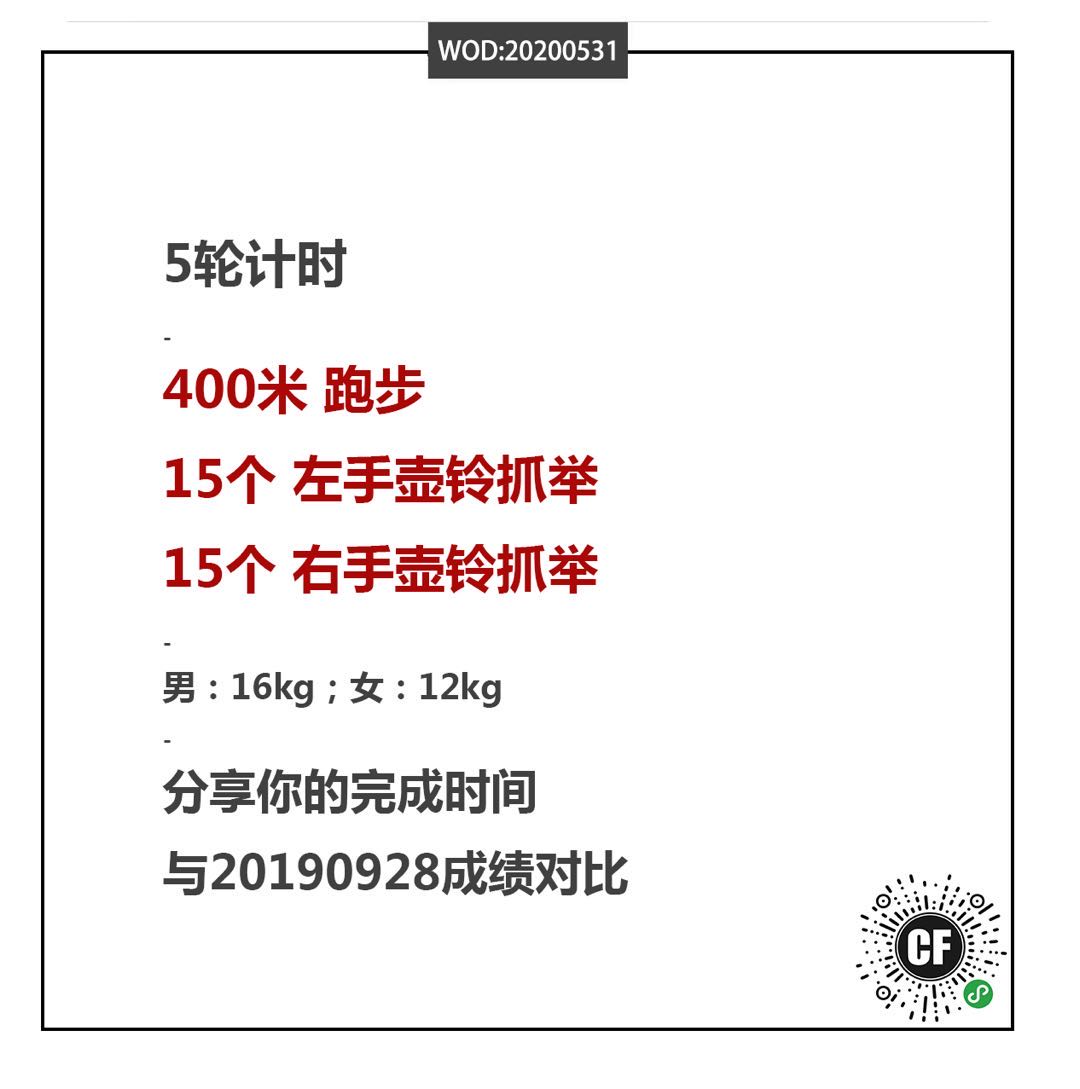 WOD:20200531
5轮计时
-
400米 跑步
15个 左手壶铃抓举
15个 右手壶铃抓举
-
男：16kg；女：12kg
-
分享你的完成时间
与20190928成绩对比
CF